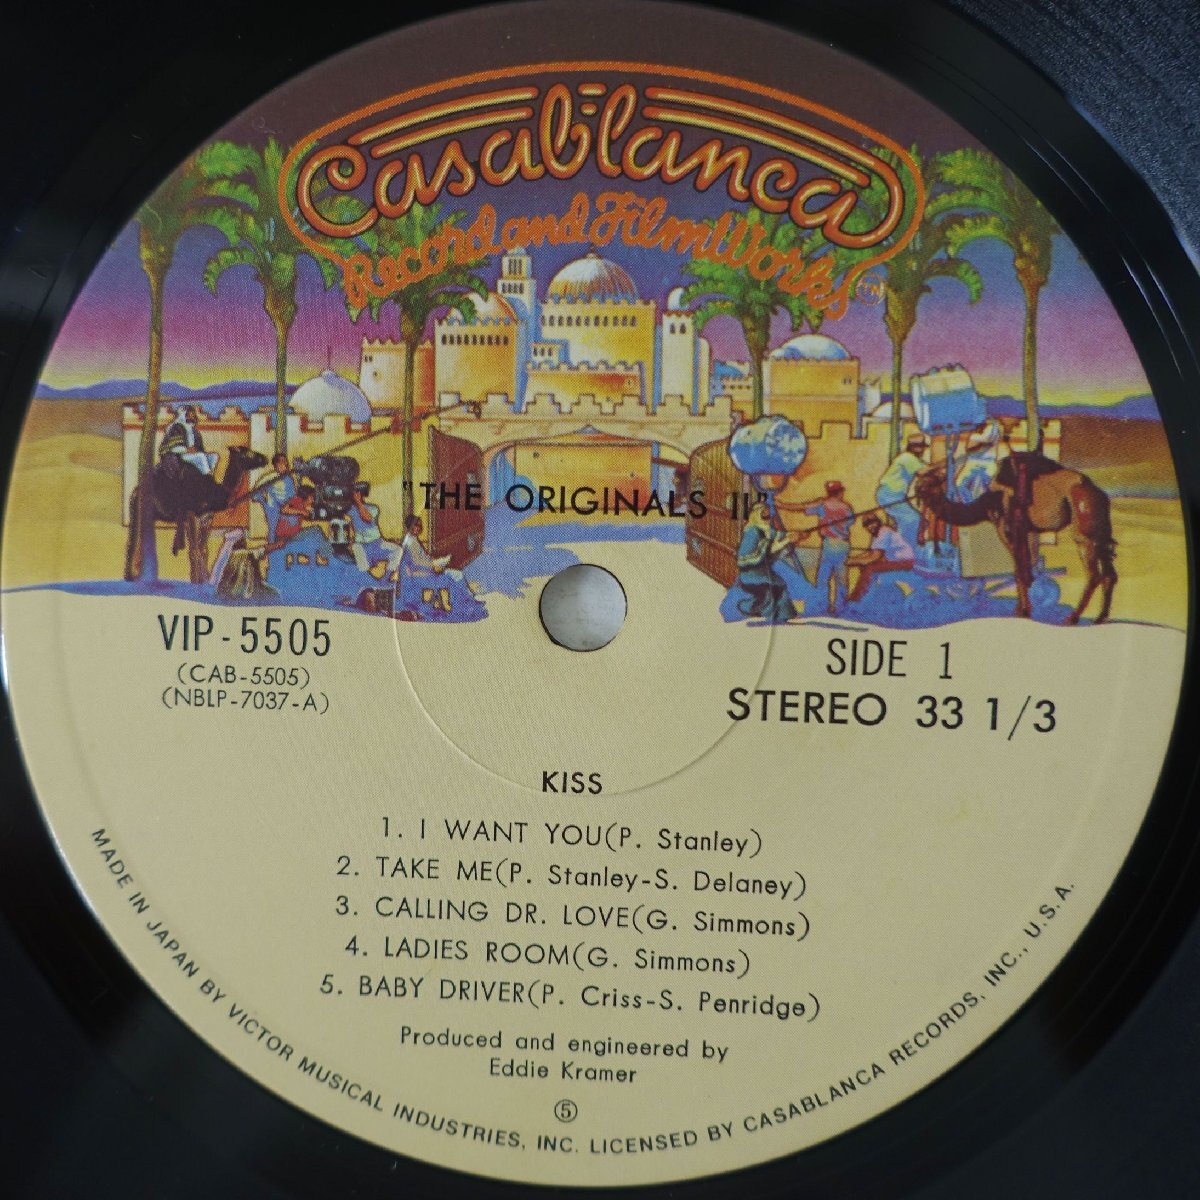 Casablanca
Record and FilmWorks
TM
"THE ORIGINALS II"
VIP-5505
(CAB-5505)
(NBLP-7037-A)
SIDE 1
STEREO 33 1/3
KISS
1. I WANT YOU(P. Stanley)
2. TAKE ME(P. Stanley-S. Delaney)
3. CALLING DR. LOVE(G. Simmons)
4. LADIES ROOM(G. Simmons)
5. BABY DRIVER(P. Criss-S. Penridge)
Produced and engineered by
Eddie Kramer
⑤
MADE IN JAPAN BY VICTOR MUSICAL INDUSTRIES, INC. LICENSED BY CASABLANCA RECORDS, INC., U.S.A.